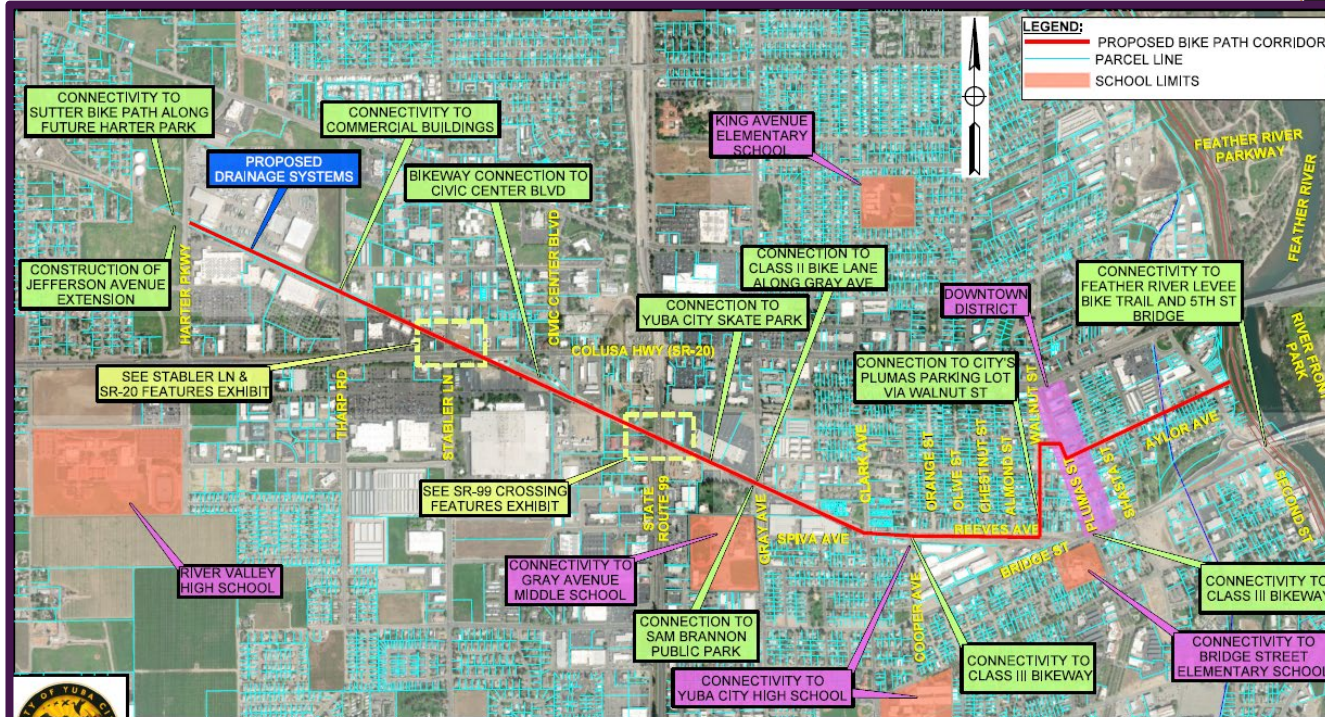 LEGEND:
PROPOSED BIKE PATH CORRIDOR
PARCEL LINE
SCHOOL LIMITS
CONNECTIVITY TO
SUTTER BIKE PATH ALONG
FUTURE HARTER PARK
CONNECTIVITY TO
COMMERCIAL BUILDINGS
KING AVENUE
ELEMENTARY
SCHOOL
FEATHER RIVER
PARKWAY
FEATHER RIVER
PROPOSED
DRAINAGE SYSTEMS
BIKEWAY CONNECTION TO
CIVIC CENTER BLVD
CIVIC CENTER BLVD
CONNECTION TO
CLASS II BIKE LANE
ALONG GRAY AVE
CONSTRUCTION OF
JEFFERSON AVENUE
EXTENSION
HARTER PKWY
CONNECTION TO
YUBA CITY SKATE PARK
DOWNTOWN
DISTRICT
CONNECTIVITY TO
FEATHER RIVER LEVEE
BIKE TRAIL AND 5TH ST
BRIDGE
RIVER FRONT
PARK
COLUSA HWY (SR-20)
SEE STABLER LN &
SR-20 FEATURES EXHIBIT
THARP RD
STABLER LN
CONNECTION TO CITY'S
PLUMAS PARKING LOT
VIA WALNUT ST
WALNUT ST
AYLOR AVE
SEE SR-99 CROSSING
FEATURES EXHIBIT
STATE
ROUTE 99
GRAY AVE
SPIVA AVE
CLARK AVE
ORANGE ST
OLIVE ST
CHESTNUT ST
ALMOND ST
REEVES AVE
PLUMAS ST
SHASTA ST
SECOND ST
BRIDGE ST
COOPER AVE
RIVER VALLEY
HIGH SCHOOL
CONNECTIVITY TO
GRAY AVENUE
MIDDLE SCHOOL
CONNECTION TO
SAM BRANNON
PUBLIC PARK
CONNECTIVITY TO
YUBA CITY HIGH SCHOOL
CONNECTIVITY TO
CLASS III BIKEWAY
CONNECTIVITY TO
CLASS III BIKEWAY
CONNECTIVITY TO
BRIDGE STREET
ELEMENTARY SCHOOL
OF YUBA